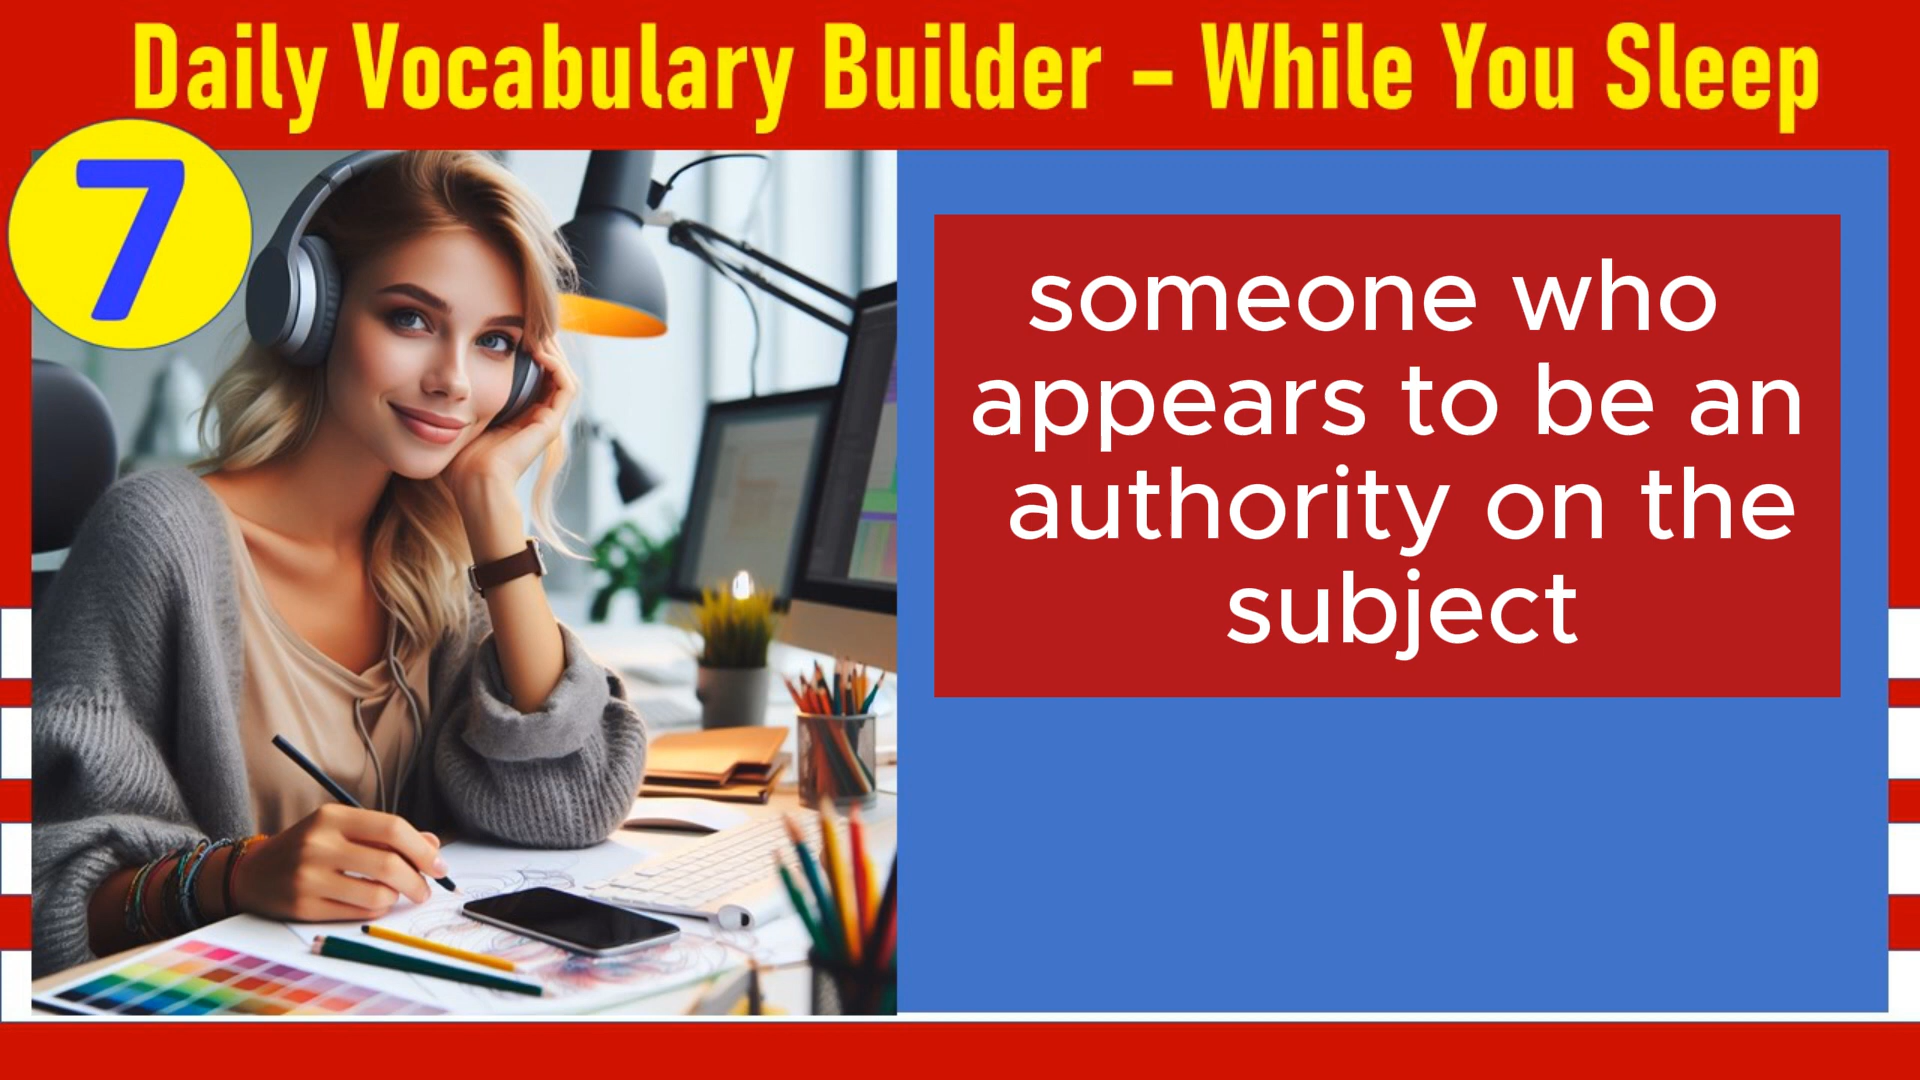 Daily Vocabulary Builder – While You Sleep
7
someone who
appears to be an
authority on the
subject